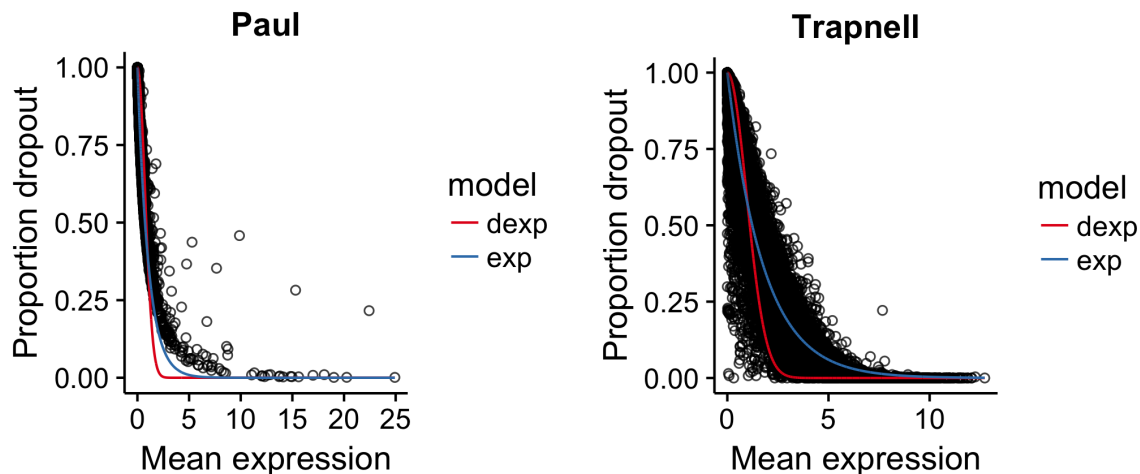 Paul
Proportion dropout
1.00
0.75
0.50
0.25
0.00
0 5 10 15 20 25
Mean expression
model
dexp
exp
Trapnell
Proportion dropout
1.00
0.75
0.50
0.25
0.00
0 5 10
Mean expression
model
dexp
exp